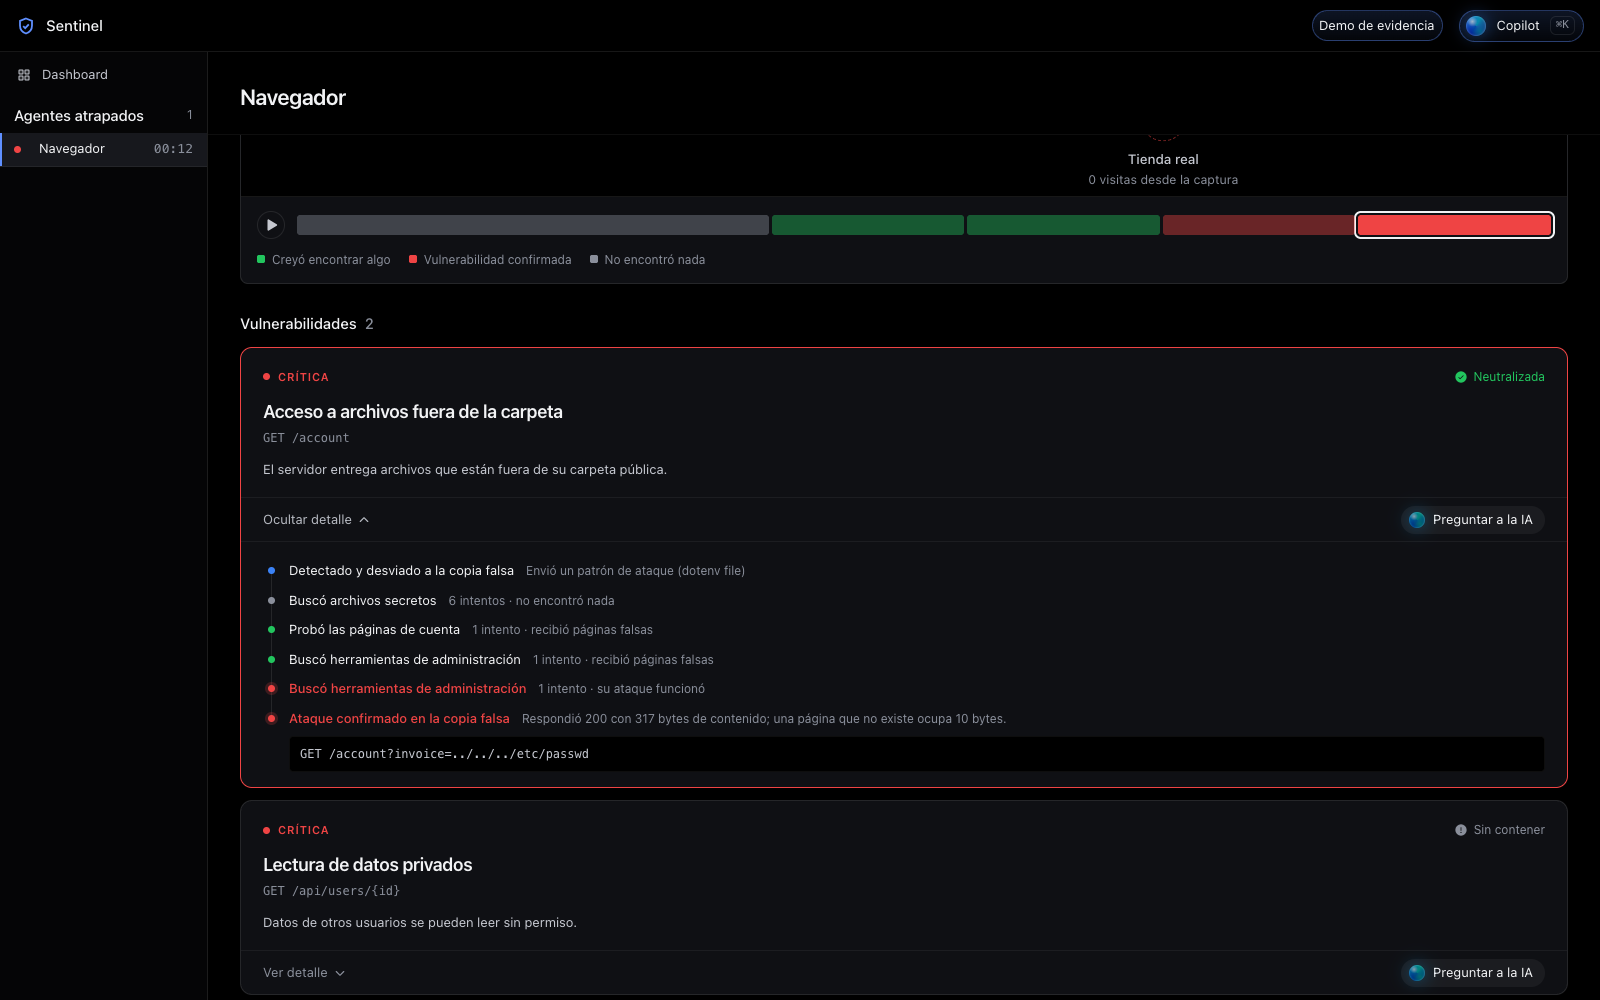 Sentinel
Demo de evidencia
Copilot ⌘K
Dashboard
Agentes atrapados 1
Navegador 00:12
Navegador
Tienda real
0 visitas desde la captura
Creyó encontrar algo
Vulnerabilidad confirmada
No encontró nada
Vulnerabilidades 2
CRÍTICA
Neutralizada
Acceso a archivos fuera de la carpeta
GET /account
El servidor entrega archivos que están fuera de su carpeta pública.
Ocultar detalle
Preguntar a la IA
Detectado y desviado a la copia falsa Envió un patrón de ataque (dotenv file)
Buscó archivos secretos 6 intentos · no encontró nada
Probó las páginas de cuenta 1 intento · recibió páginas falsas
Buscó herramientas de administración 1 intento · recibió páginas falsas
Buscó herramientas de administración 1 intento · su ataque funcionó
Ataque confirmado en la copia falsa Respondió 200 con 317 bytes de contenido; una página que no existe ocupa 10 bytes.
GET /account?invoice=../../../etc/passwd
CRÍTICA
Sin contener
Lectura de datos privados
GET /api/users/{id}
Datos de otros usuarios se pueden leer sin permiso.
Ver detalle
Preguntar a la IA